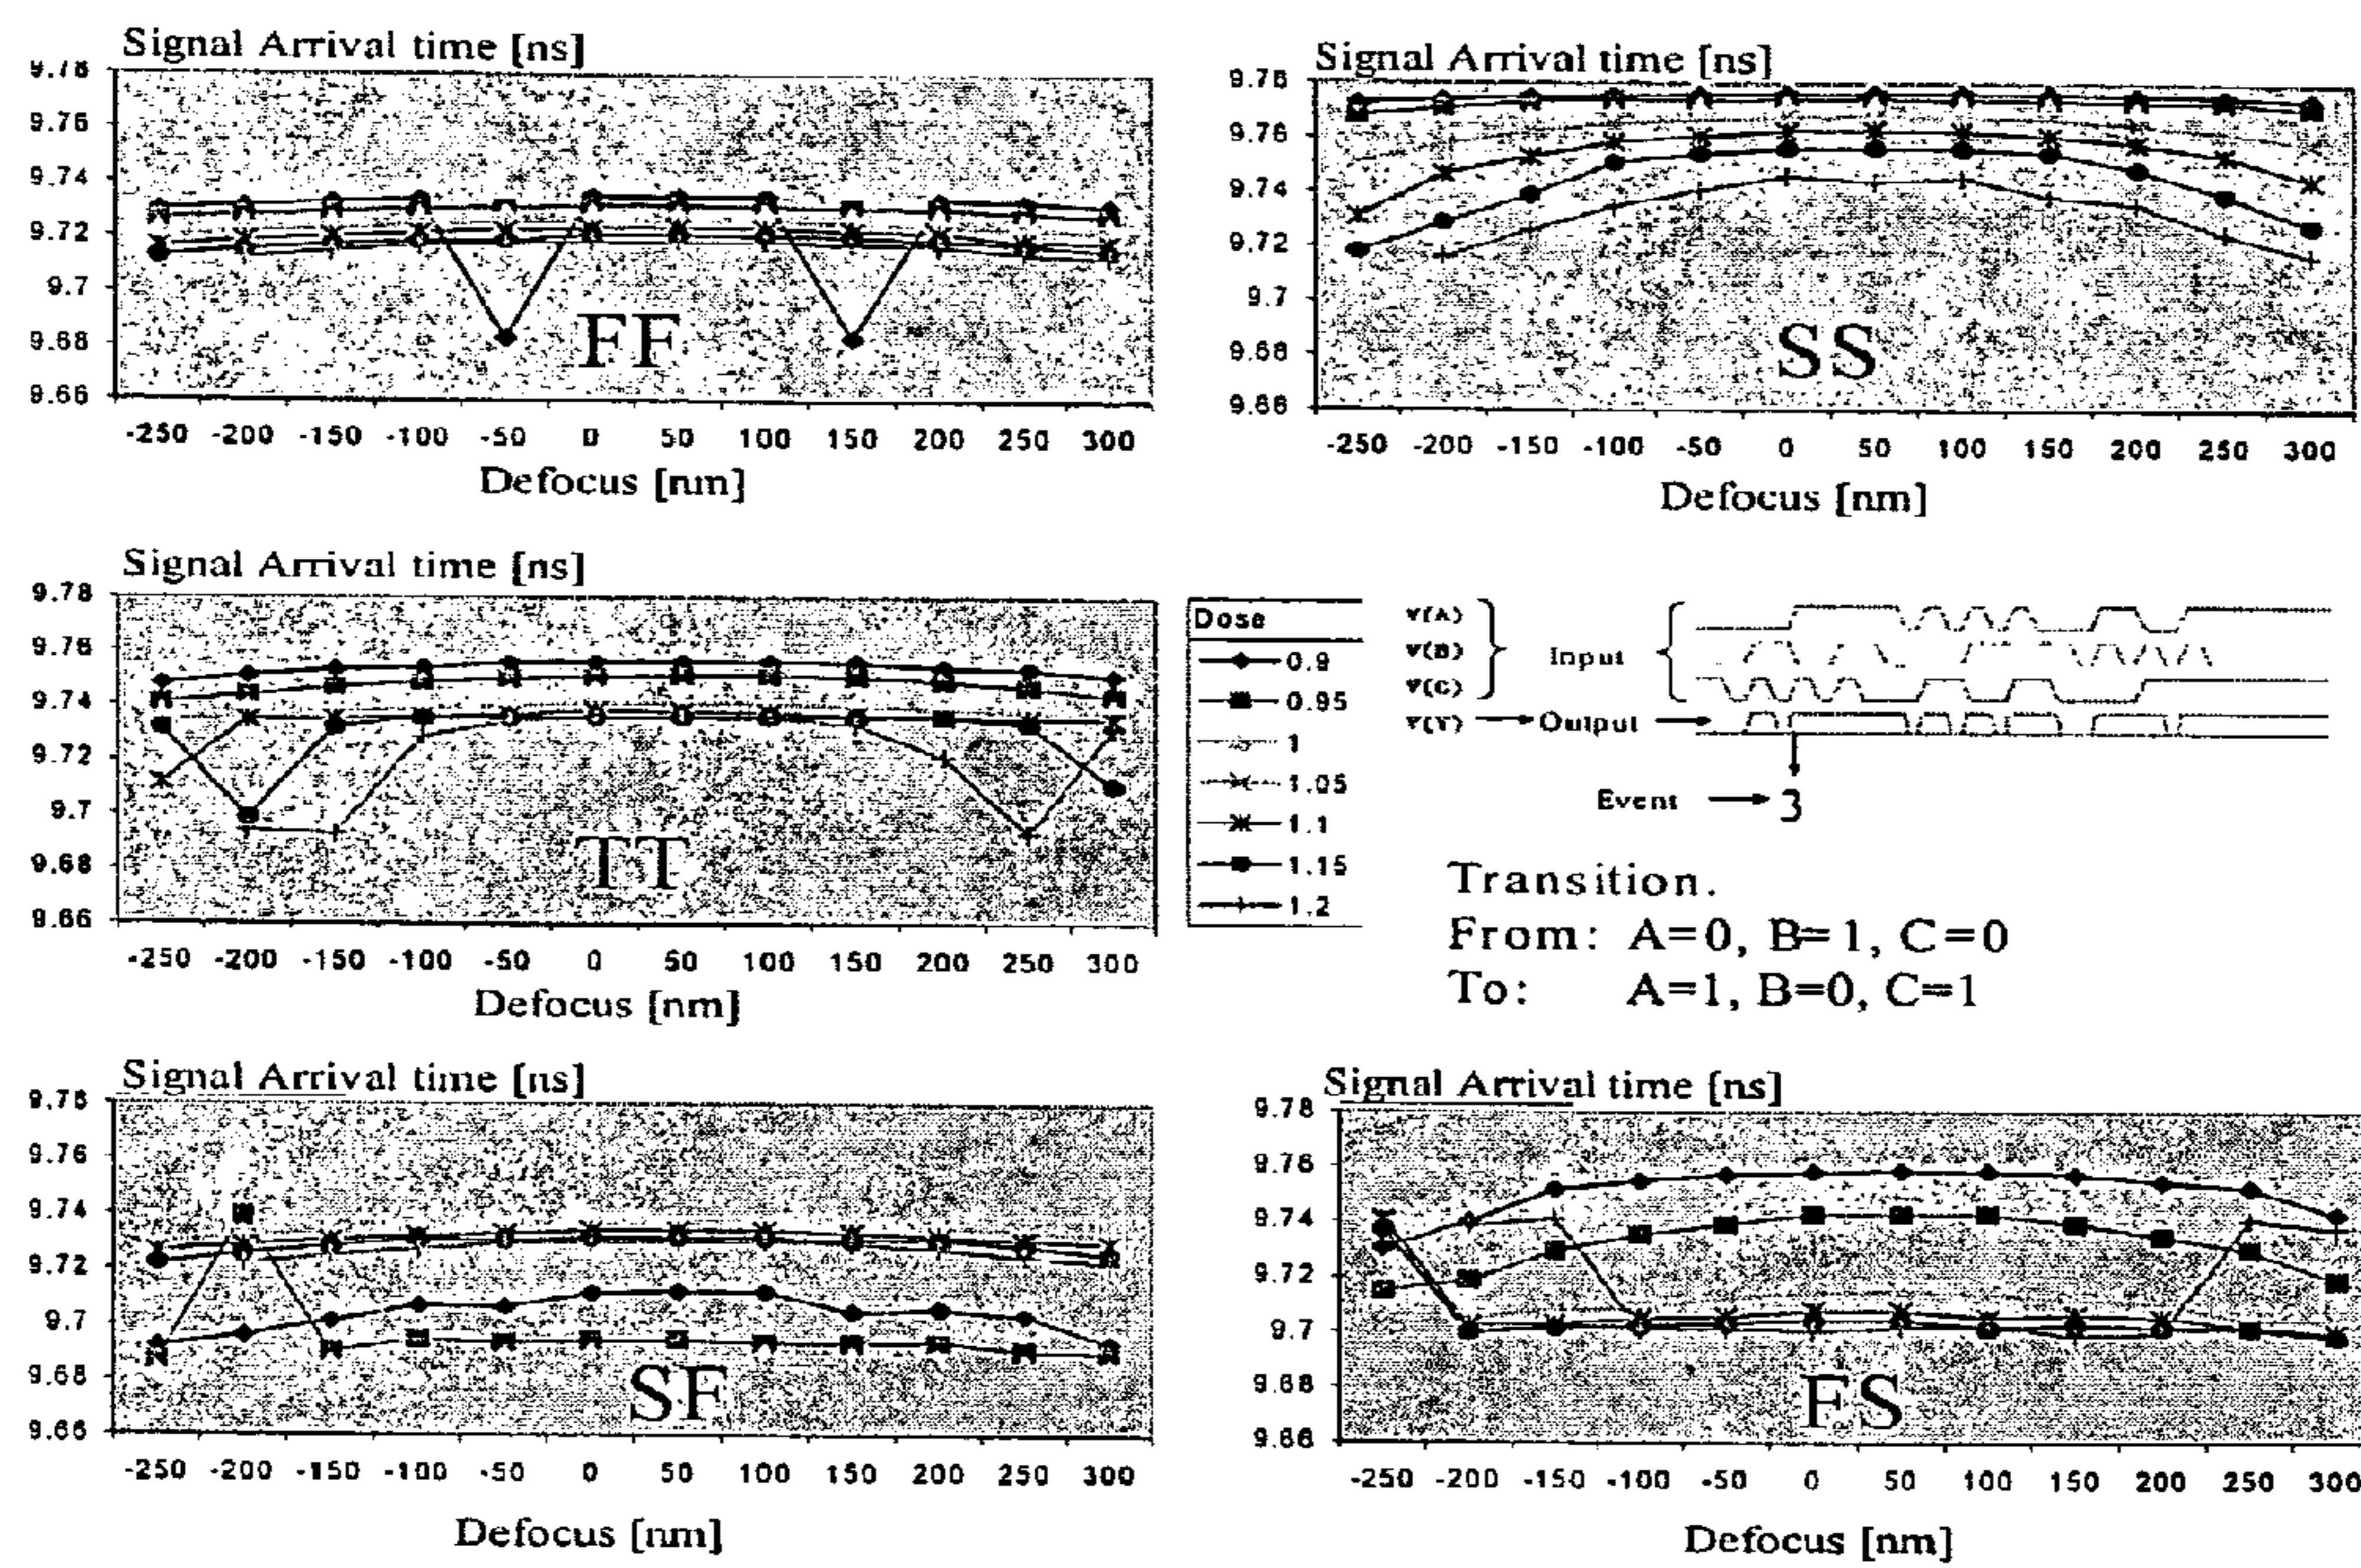 Signal Arrival time [ns]
9.78
9.76
9.74
9.72
9.7
9.68
9.66
FF
-250 -200 -150 -100 -50 0 50 100 150 200 250 300
Defocus [nm]
Signal Arrival time [ns]
9.78
9.76
9.74
9.72
9.7
9.68
9.66
SS
-250 -200 -150 -100 -50 0 50 100 150 200 250 300
Defocus [nm]
Signal Arrival time [ns]
9.78
9.76
9.74
9.72
9.7
9.68
9.66
TT
-250 -200 -150 -100 -50 0 50 100 150 200 250 300
Defocus [nm]
Dose
0.9
0.95
1
1.05
1.1
1.15
1.2
V(A)
V(B)
V(C)
Input
V(Y)
Output
Event
3
Transition.
From: A=0, B=1, C=0
To: A=1, B=0, C=1
Signal Arrival time [ns]
9.78
9.76
9.74
9.72
9.7
9.68
9.66
SF
-250 -200 -150 -100 -50 0 50 100 150 200 250 300
Defocus [nm]
Signal Arrival time [ns]
9.78
9.76
9.74
9.72
9.7
9.68
9.66
FS
-250 -200 -150 -100 -50 0 50 100 150 200 250 300
Defocus [nm]